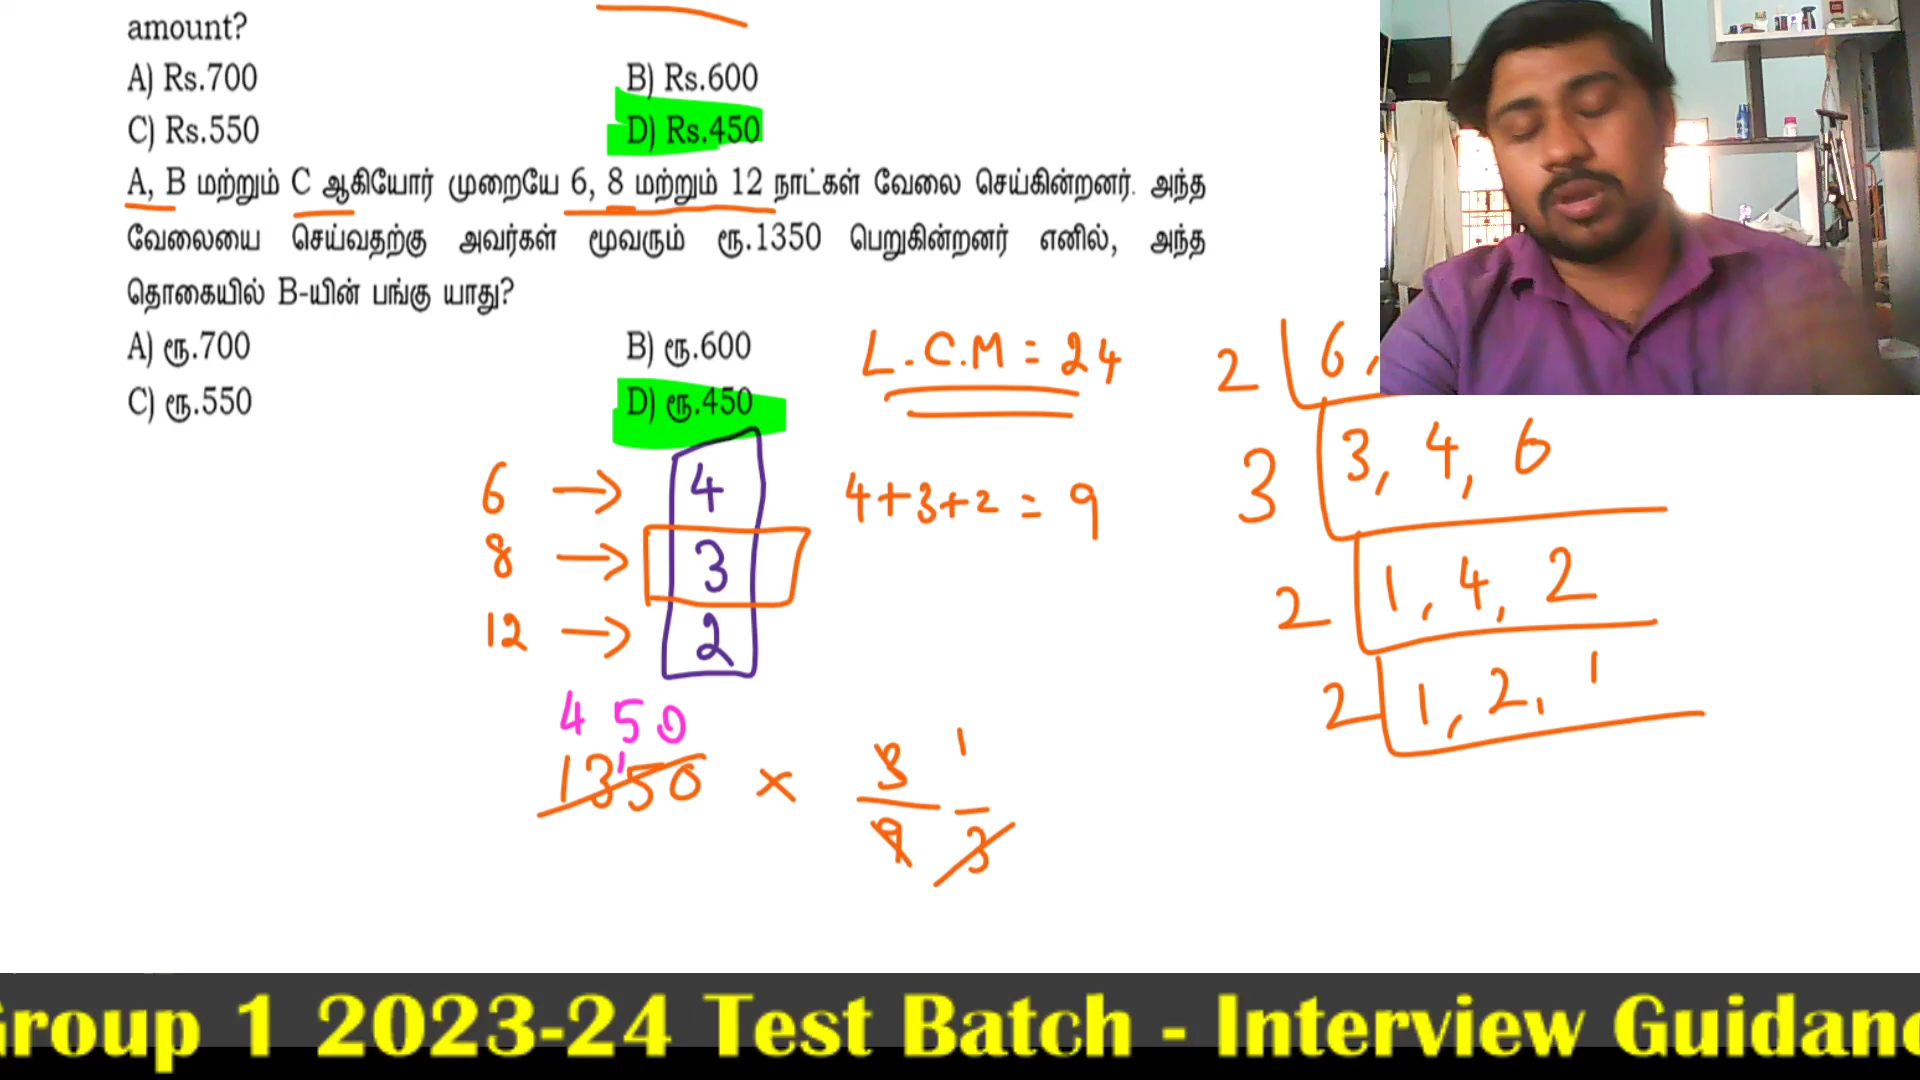 amount?
A) Rs.700 B) Rs.600
C) Rs.550 D) Rs.450
A, B மற்றும் C ஆகியோர் முறையே 6, 8 மற்றும் 12 நாட்கள் வேலை செய்கின்றனர். அந்த
வேலையை செய்வதற்கு அவர்கள் மூவரும் ரூ.1350 பெறுகின்றனர் எனில், அந்த
தொகையில் B-யின் பங்கு யாது?
A) ரூ.700 B) ரூ.600
C) ரூ.550 D) ரூ.450
L.C.M = 24
2 6,
3 3, 4, 6
2 1, 4, 2
2 1, 2, 1
6 → 4
8 → 3
12 → 2
4+3+2 = 9
450
1350 × 3/9 1/3
Group 1 2023-24 Test Batch - Interview Guidanc